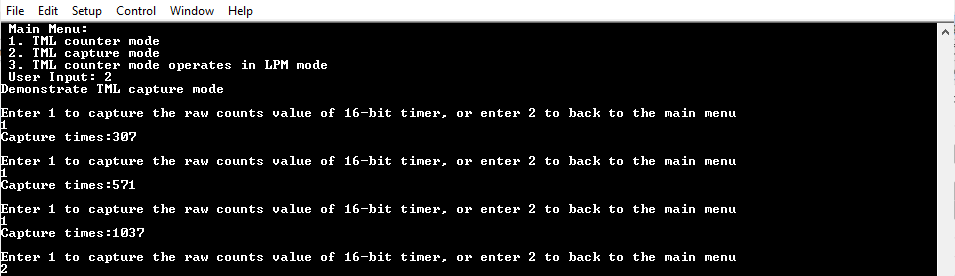 File Edit Setup Control Window Help
Main Menu:
1. TML counter mode
2. TML capture mode
3. TML counter mode operates in LPM mode
User Input: 2
Demonstrate TML capture mode
Enter 1 to capture the raw counts value of 16-bit timer, or enter 2 to back to the main menu
1
Capture times:307
Enter 1 to capture the raw counts value of 16-bit timer, or enter 2 to back to the main menu
1
Capture times:571
Enter 1 to capture the raw counts value of 16-bit timer, or enter 2 to back to the main menu
1
Capture times:1037
Enter 1 to capture the raw counts value of 16-bit timer, or enter 2 to back to the main menu
2